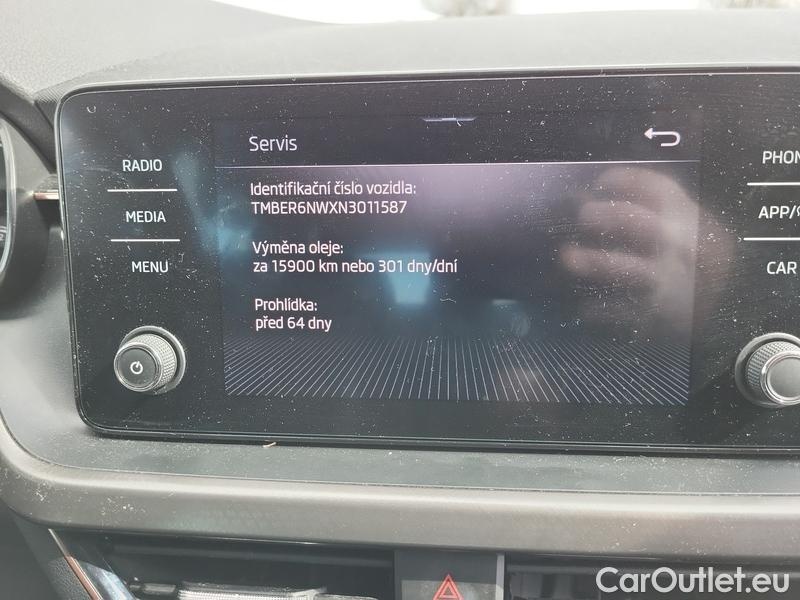 Servis
RADIO
MEDIA
MENU
Identifikační číslo vozidla:
TMBER6NWXN3011587
Výměna oleje:
za 15900 km nebo 301 dny/dní
Prohlídka:
před 64 dny
PHON
APP/
CAR
CarOutlet.eu